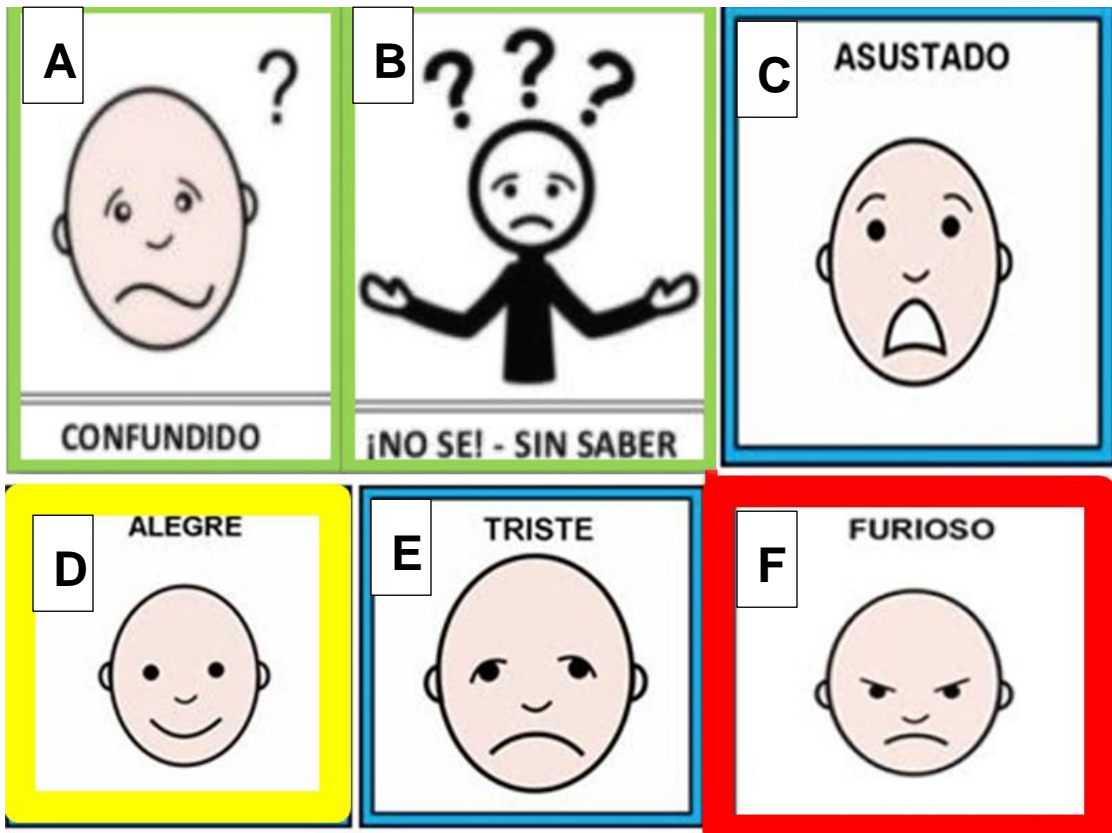 A
?
CONFUNDIDO
B
? ? ?
¡NO SE! - SIN SABER
C
ASUSTADO
D
ALEGRE
E
TRISTE
F
FURIOSO